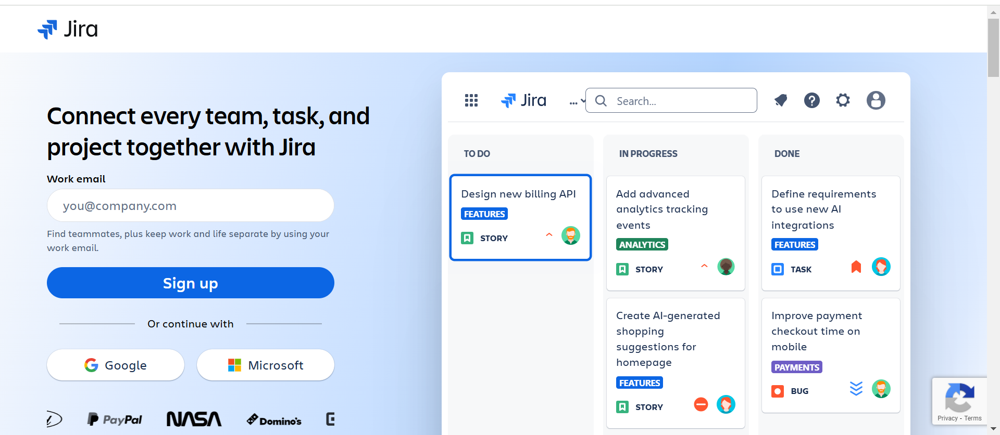 Jira
Connect every team, task, and
project together with Jira
Work email
you@company.com
Find teammates, plus keep work and life separate by using your
work email.
Sign up
Or continue with
Google
Microsoft
PayPal
NASA
Domino's
Jira
...
Search...
TO DO
Design new billing API
FEATURES
STORY
IN PROGRESS
Add advanced
analytics tracking
events
ANALYTICS
STORY
Create AI-generated
shopping
suggestions for
homepage
FEATURES
STORY
DONE
Define requirements
to use new AI
integrations
FEATURES
TASK
Improve payment
checkout time on
mobile
PAYMENTS
BUG
Privacy - Terms